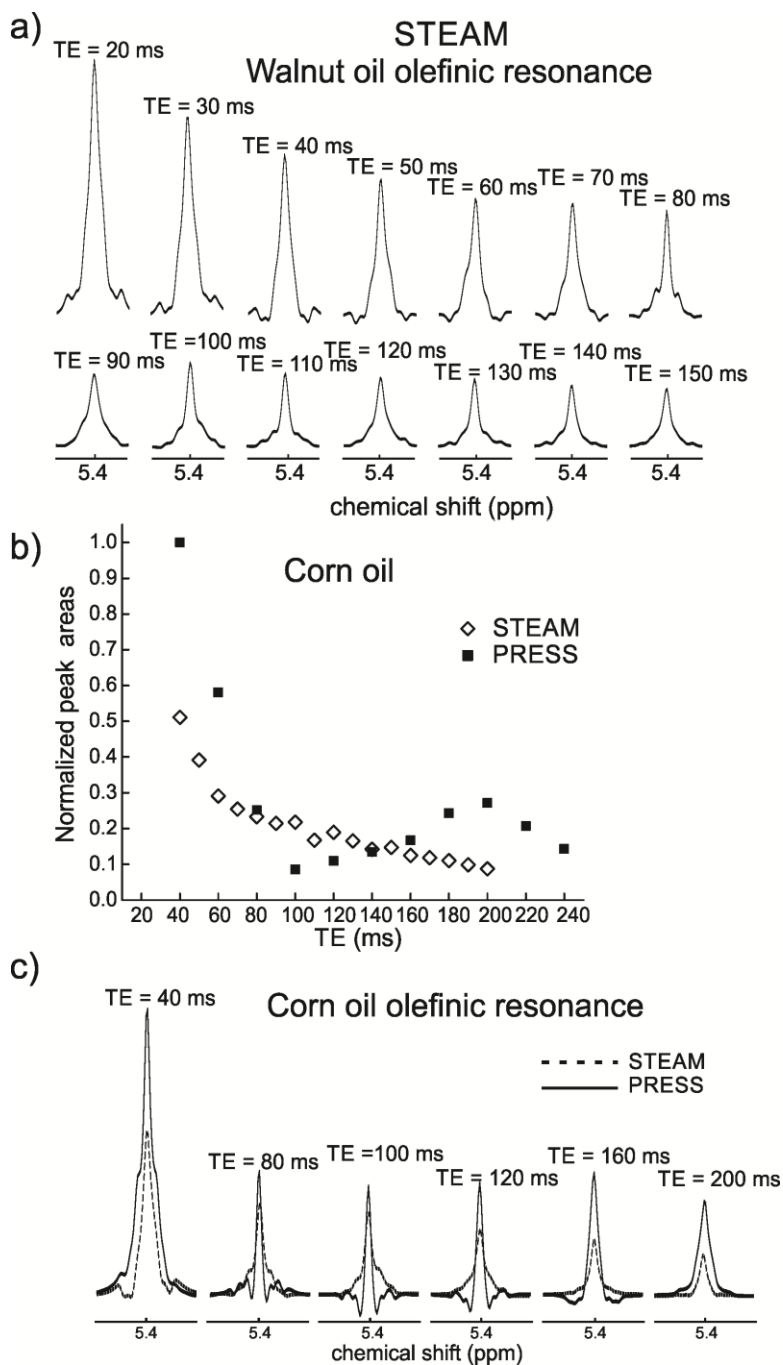 a)
STEAM
Walnut oil olefinic resonance
TE = 20 ms
TE = 30 ms
TE = 40 ms
TE = 50 ms
TE = 60 ms
TE = 70 ms
TE = 80 ms
TE = 90 ms
TE =100 ms
TE = 110 ms
TE = 120 ms
TE = 130 ms
TE = 140 ms
TE = 150 ms
5.4 5.4 5.4 5.4 5.4 5.4 5.4
chemical shift (ppm)
b)
Corn oil
STEAM
PRESS
Normalized peak areas
1.0
0.9
0.8
0.7
0.6
0.5
0.4
0.3
0.2
0.1
0.0
20 40 60 80 100 120 140 160 180 200 220 240
TE (ms)
c)
Corn oil olefinic resonance
STEAM
PRESS
TE = 40 ms
TE = 80 ms
TE =100 ms
TE = 120 ms
TE = 160 ms
TE = 200 ms
5.4 5.4 5.4 5.4 5.4 5.4
chemical shift (ppm)